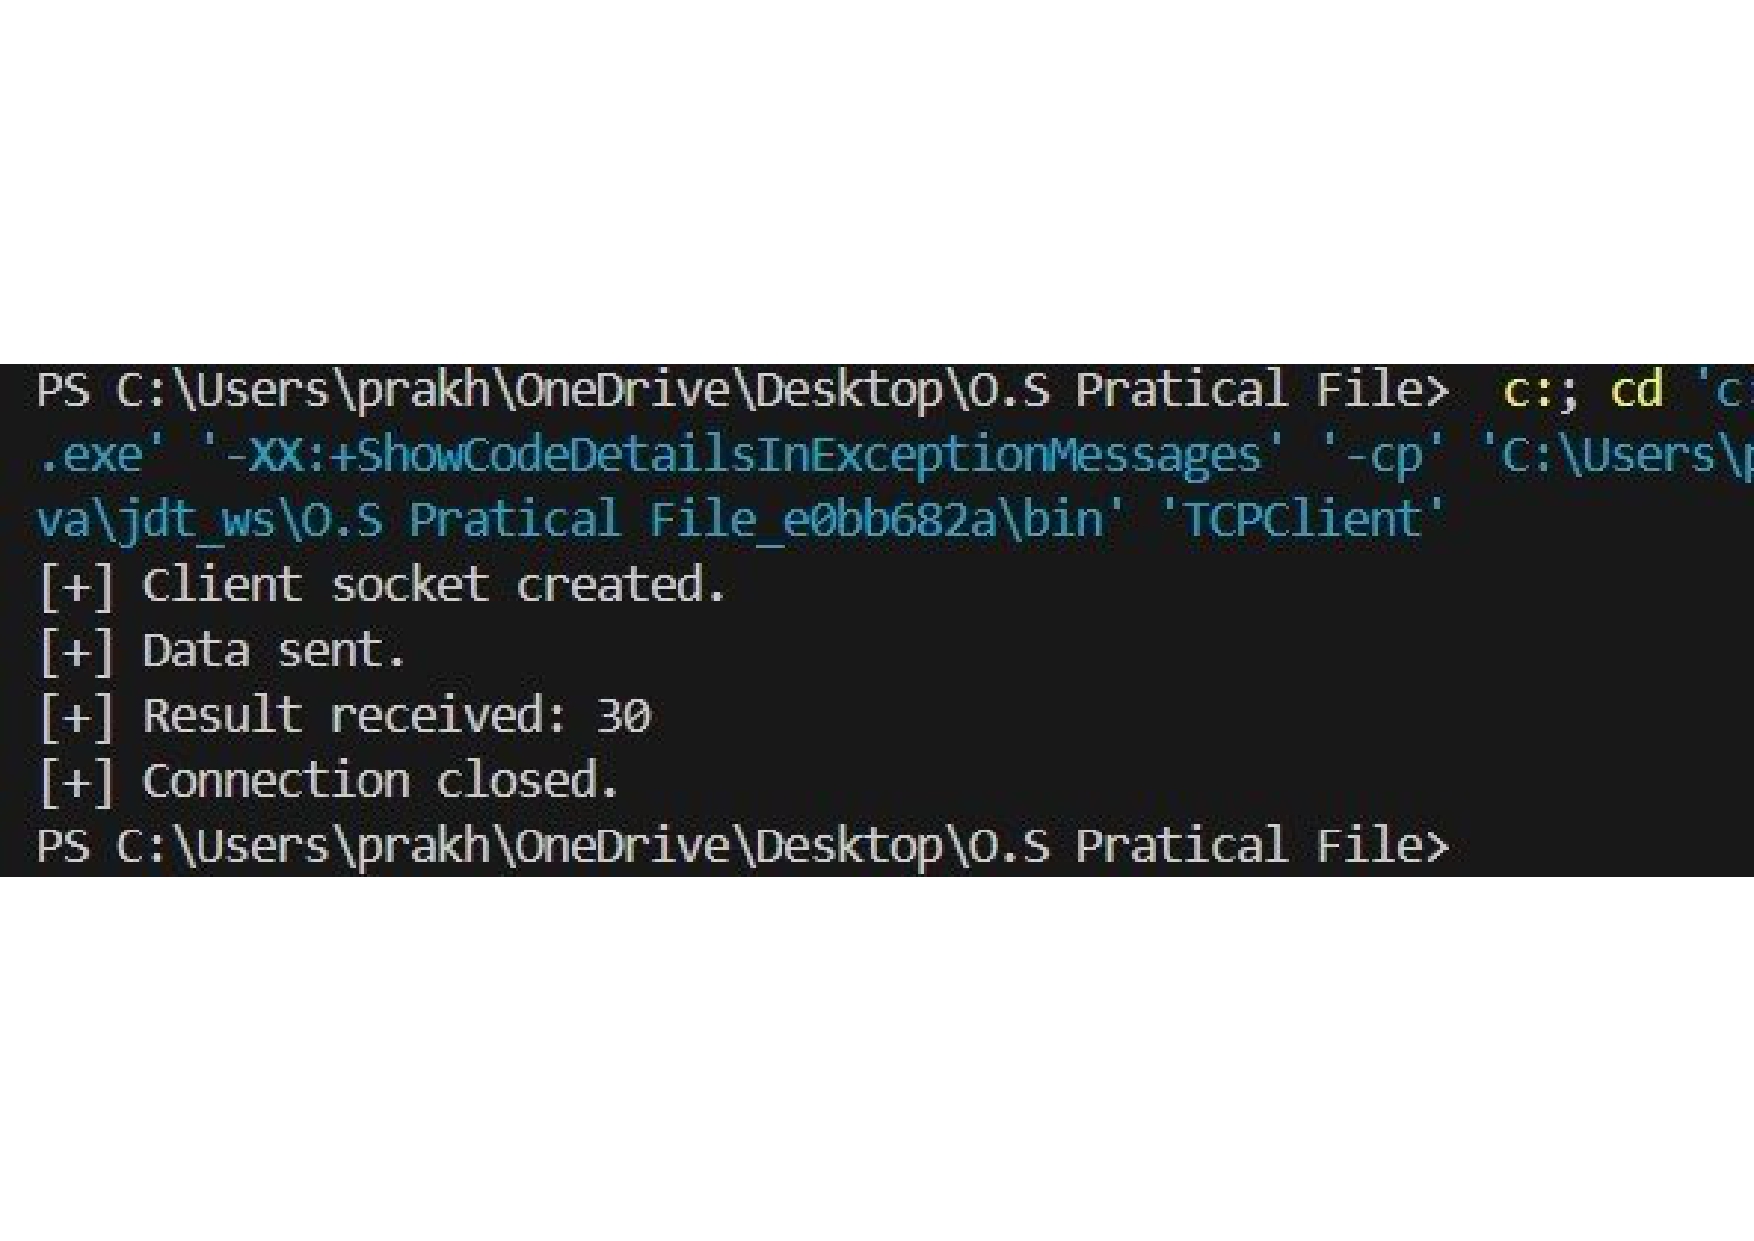 PS C:\Users\prakh\OneDrive\Desktop\O.S Pratical File>  c:; cd 'c:
.exe' '-XX:+ShowCodeDetailsInExceptionMessages' '-cp' 'C:\Users\p
va\jdt_ws\O.S Pratical File_e0bb682a\bin' 'TCPClient'
[+] Client socket created.
[+] Data sent.
[+] Result received: 30
[+] Connection closed.
PS C:\Users\prakh\OneDrive\Desktop\O.S Pratical File>